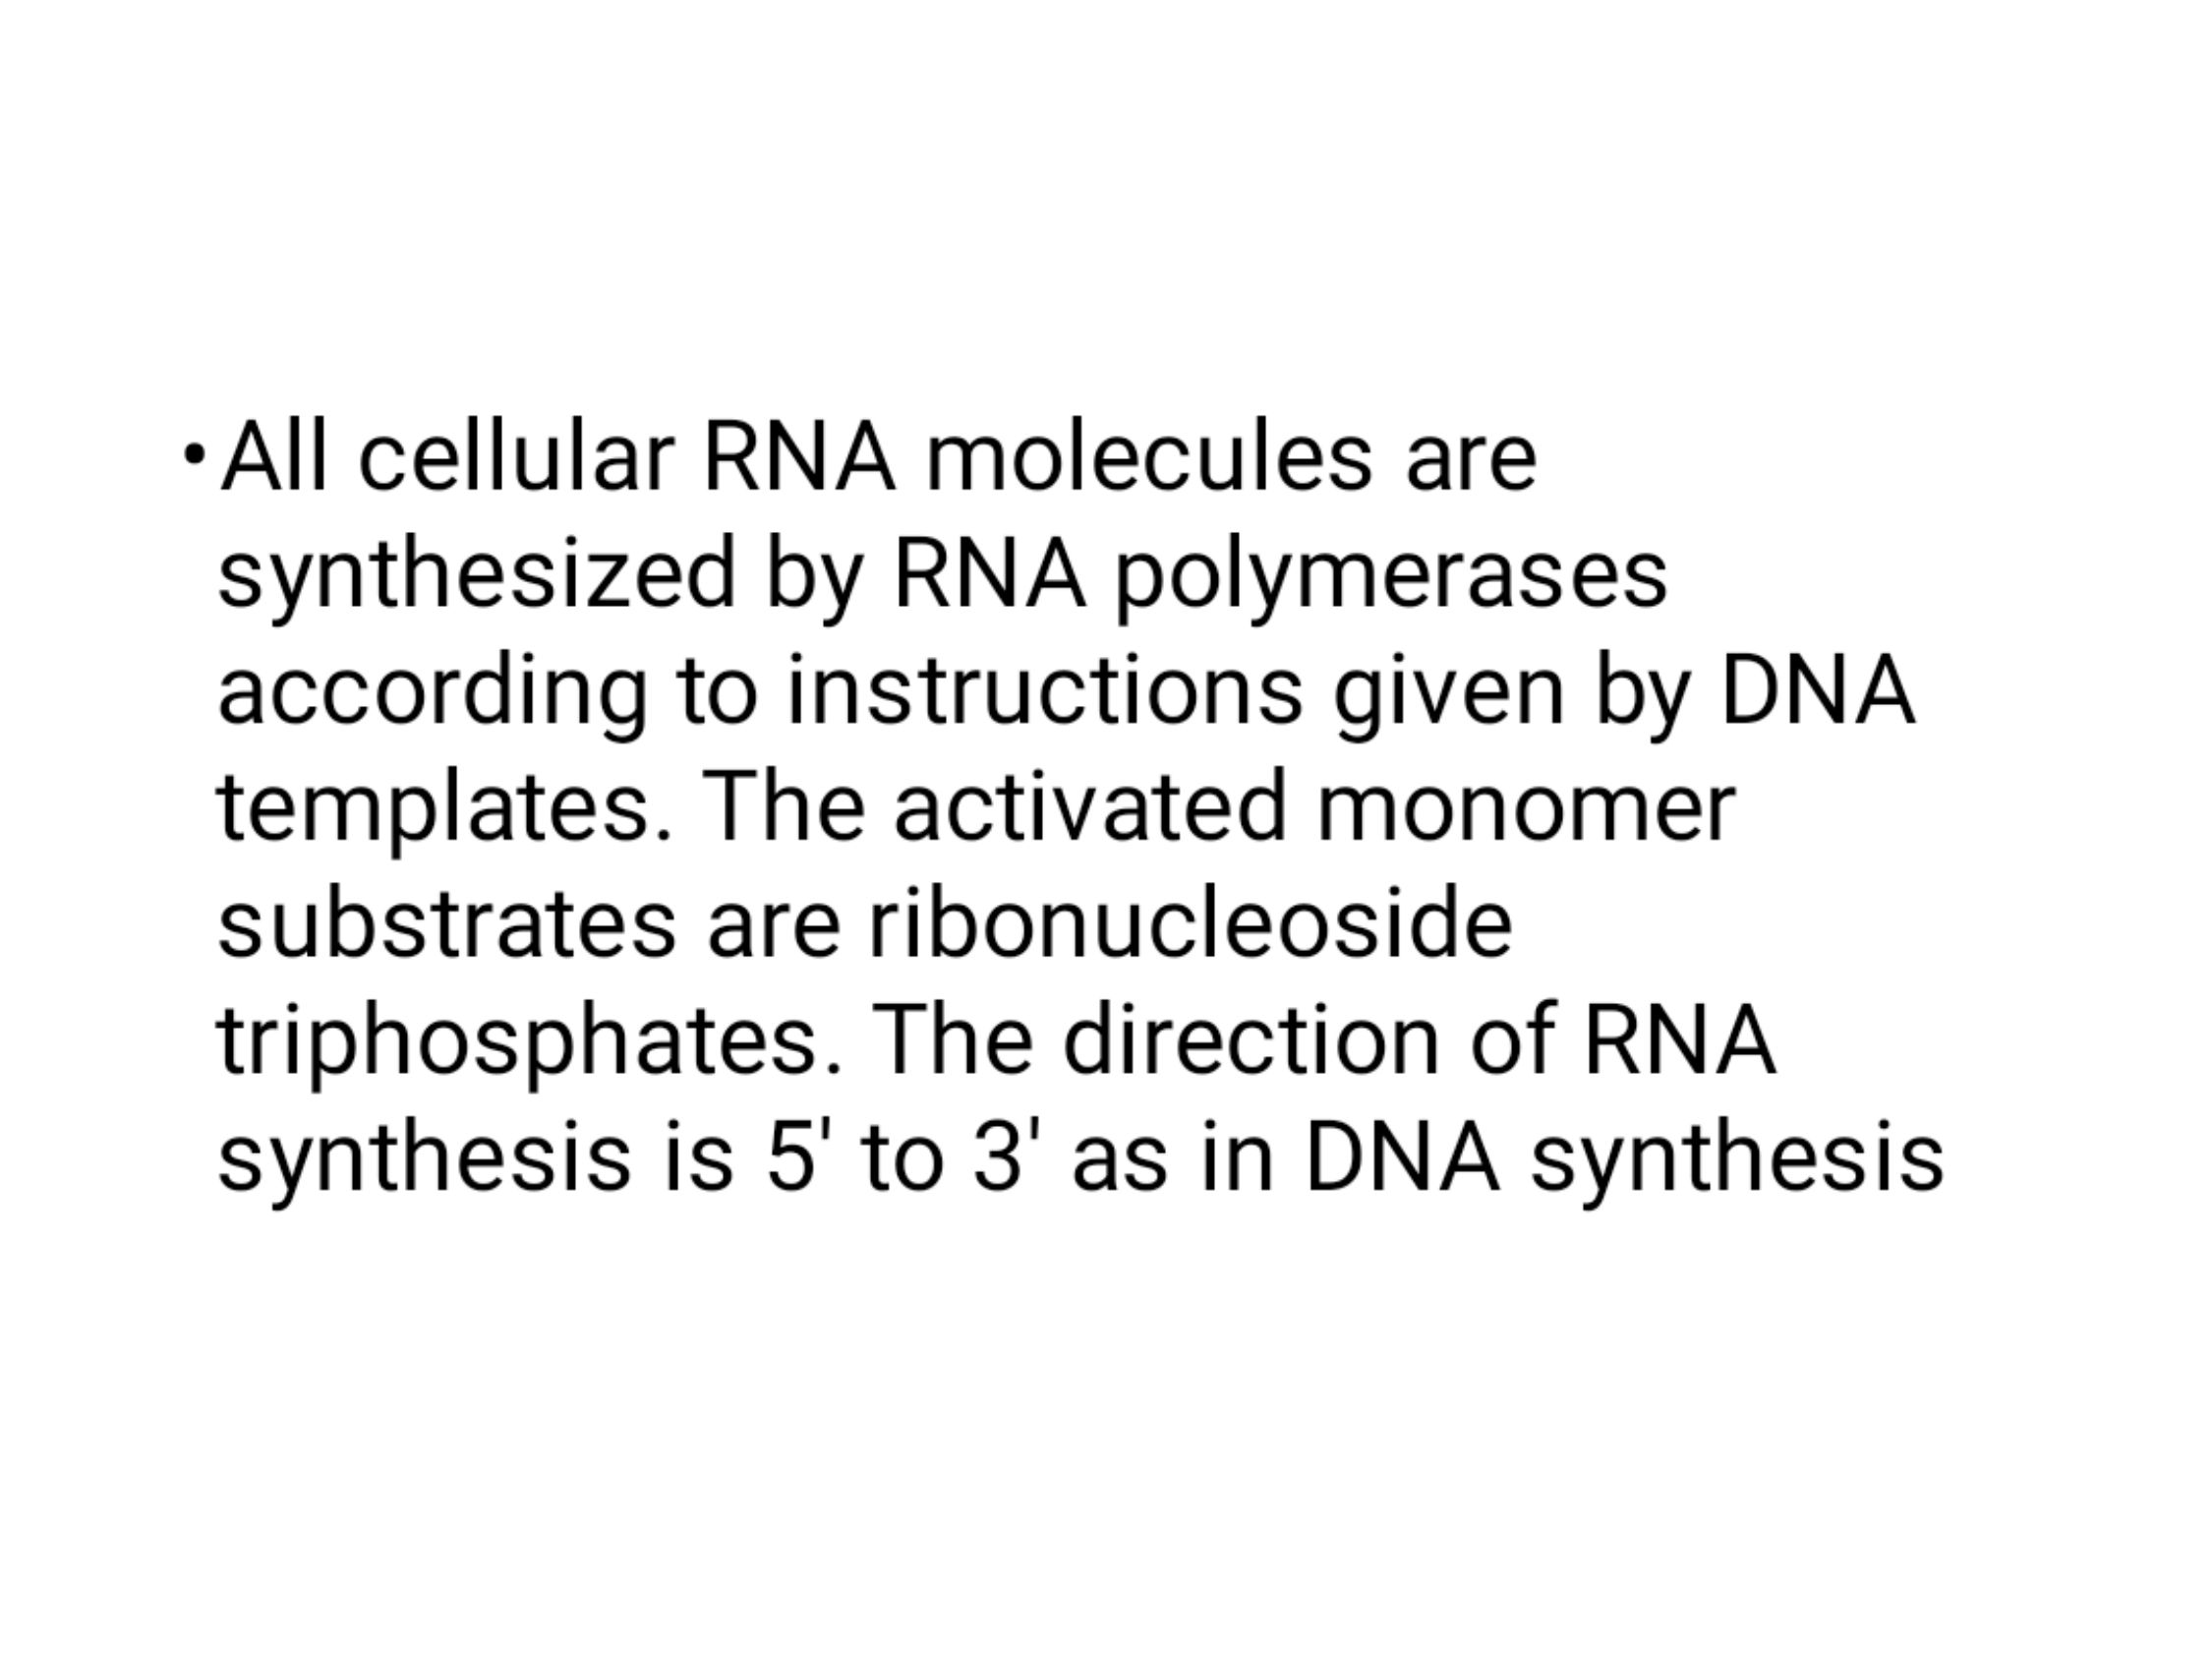 •All cellular RNA molecules are
synthesized by RNA polymerases
according to instructions given by DNA
templates. The activated monomer
substrates are ribonucleoside
triphosphates. The direction of RNA
synthesis is 5' to 3' as in DNA synthesis